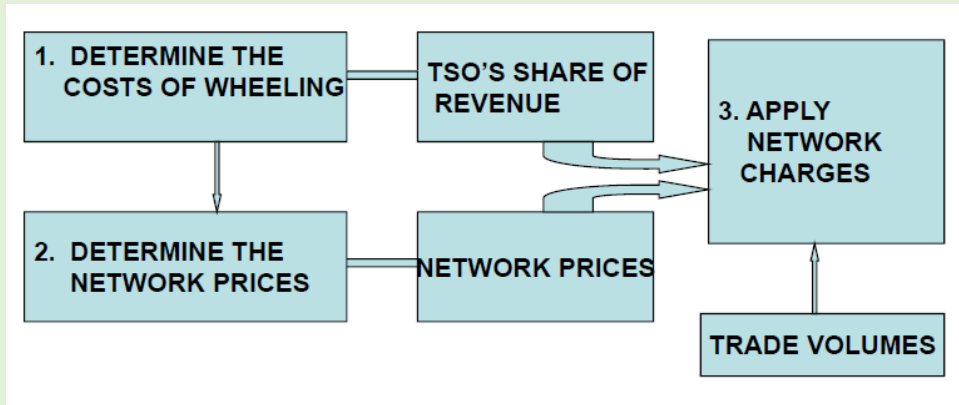 1. DETERMINE THE
COSTS OF WHEELING
TSO'S SHARE OF
REVENUE
3. APPLY
NETWORK
CHARGES
2. DETERMINE THE
NETWORK PRICES
NETWORK PRICES
TRADE VOLUMES